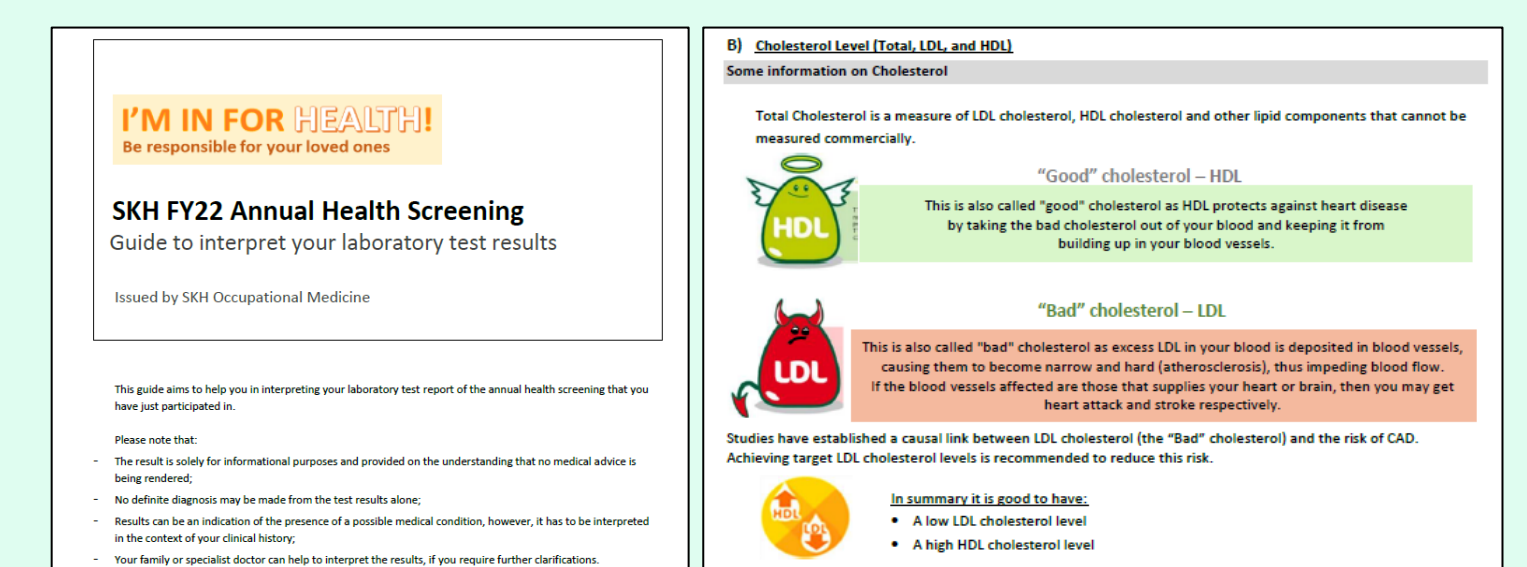 I'M IN FOR HEALTH!
Be responsible for your loved ones
SKH FY22 Annual Health Screening
Guide to interpret your laboratory test results
Issued by SKH Occupational Medicine
This guide aims to help you in interpreting your laboratory test report of the annual health screening that you
have just participated in.
Please note that:
- The result is solely for informational purposes and provided on the understanding that no medical advice is
being rendered;
- No definite diagnosis may be made from the test results alone;
- Results can be an indication of the presence of a possible medical condition, however, it has to be interpreted
in the context of your clinical history;
- Your family or specialist doctor can help to interpret the results, if you require further clarifications.
B) Cholesterol Level (Total, LDL, and HDL)
Some information on Cholesterol
Total Cholesterol is a measure of LDL cholesterol, HDL cholesterol and other lipid components that cannot be
measured commercially.
HDL
“Good” cholesterol – HDL
This is also called "good" cholesterol as HDL protects against heart disease
by taking the bad cholesterol out of your blood and keeping it from
building up in your blood vessels.
LDL
“Bad” cholesterol – LDL
This is also called "bad" cholesterol as excess LDL in your blood is deposited in blood vessels,
causing them to become narrow and hard (atherosclerosis), thus impeding blood flow.
If the blood vessels affected are those that supplies your heart or brain, then you may get
heart attack and stroke respectively.
Studies have established a causal link between LDL cholesterol (the “Bad” cholesterol) and the risk of CAD.
Achieving target LDL cholesterol levels is recommended to reduce this risk.
HDL
LDL
In summary it is good to have:
• A low LDL cholesterol level
• A high HDL cholesterol level